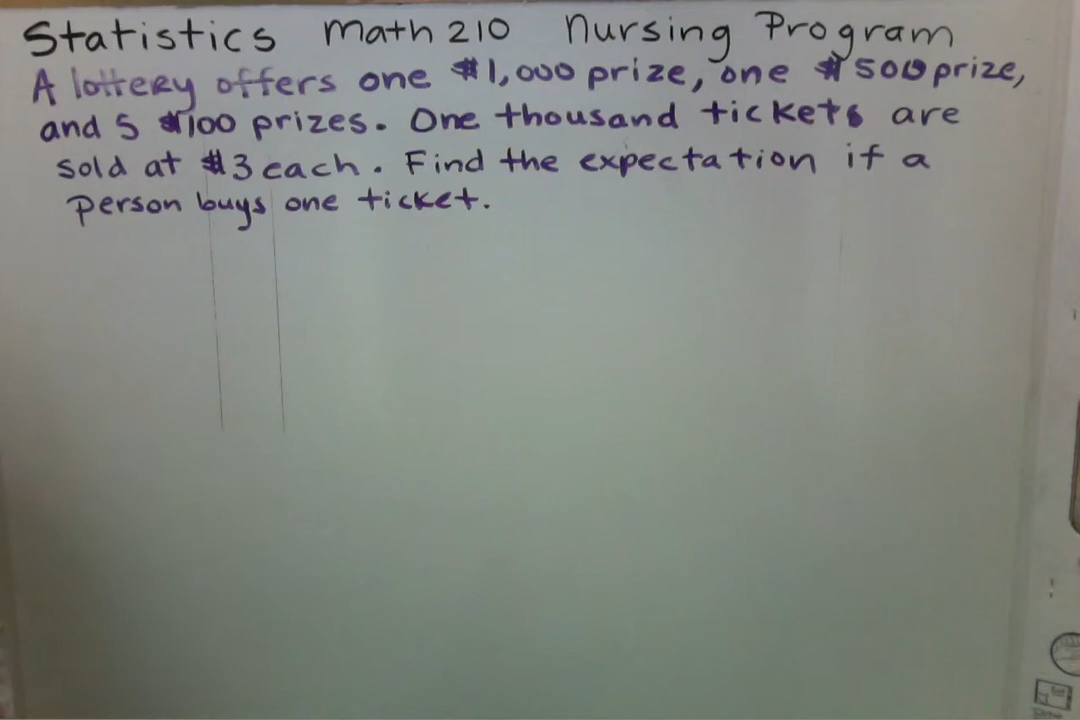 Statistics Math 210 Nursing Program
A lottery offers one $1,000 prize, one $500 prize,
and 5 $100 prizes. One thousand tickets are
sold at $3 each. Find the expectation if a
person buys one ticket.